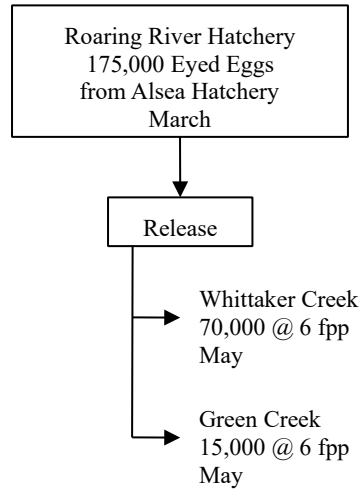 Roaring River Hatchery
175,000 Eyed Eggs
from Alsea Hatchery
March
Release
Whittaker Creek
70,000 @ 6 fpp
May
Green Creek
15,000 @ 6 fpp
May